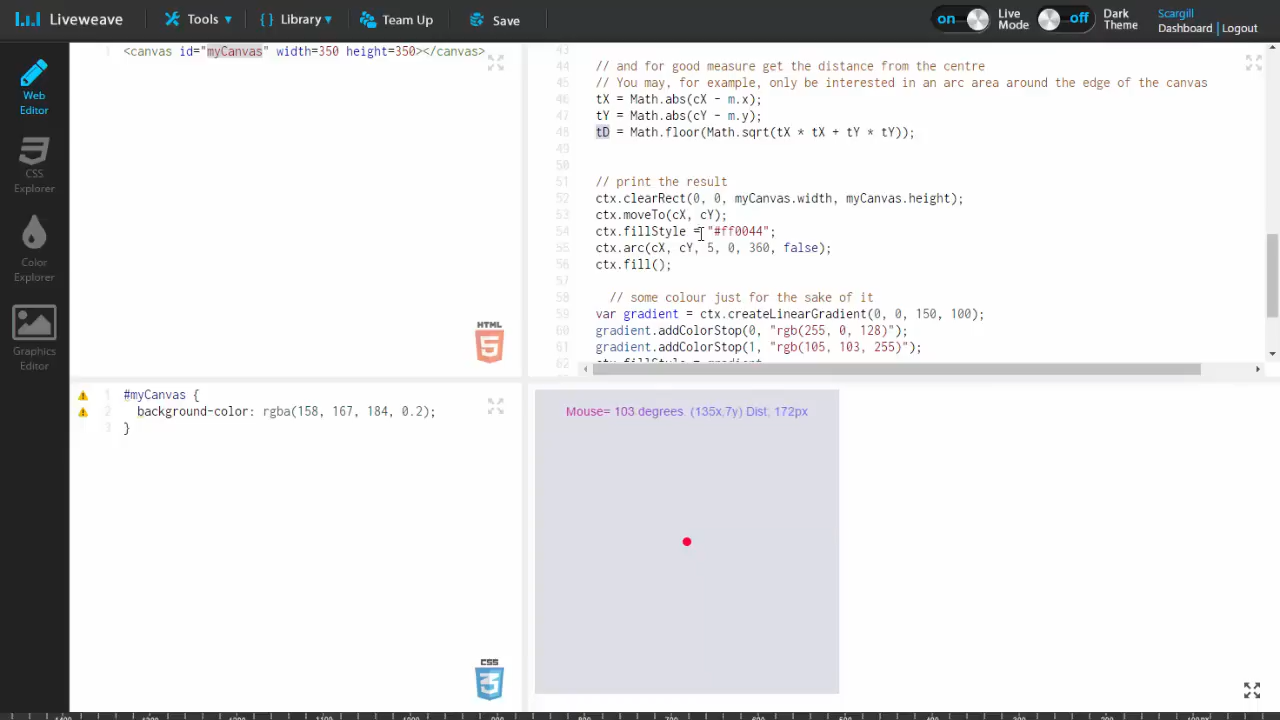 Liveweave
Tools
{ } Library
Team Up
Save
on
Live Mode
off
Dark Theme
Scargill
Dashboard | Logout
Web Editor
CSS Explorer
Color Explorer
Graphics Editor
1 <canvas id="myCanvas" width=350 height=350></canvas>
HTML
5
43
44 // and for good measure get the distance from the centre
45 // You may, for example, only be interested in an arc area around the edge of the canvas
46 tX = Math.abs(cX - m.x);
47 tY = Math.abs(cY - m.y);
48 tD = Math.floor(Math.sqrt(tX * tX + tY * tY));
49
50
51 // print the result
52 ctx.clearRect(0, 0, myCanvas.width, myCanvas.height);
53 ctx.moveTo(cX, cY);
54 ctx.fillStyle = "#ff0044";
55 ctx.arc(cX, cY, 5, 0, 360, false);
56 ctx.fill();
57
58 // some colour just for the sake of it
59 var gradient = ctx.createLinearGradient(0, 0, 150, 100);
60 gradient.addColorStop(0, "rgb(255, 0, 128)");
61 gradient.addColorStop(1, "rgb(105, 103, 255)");
62 ctx.fillStyle = gradient
1 #myCanvas {
2 background-color: rgba(158, 167, 184, 0.2);
3 }
CSS
3
Mouse= 103 degrees. (135x,7y) Dist; 172px